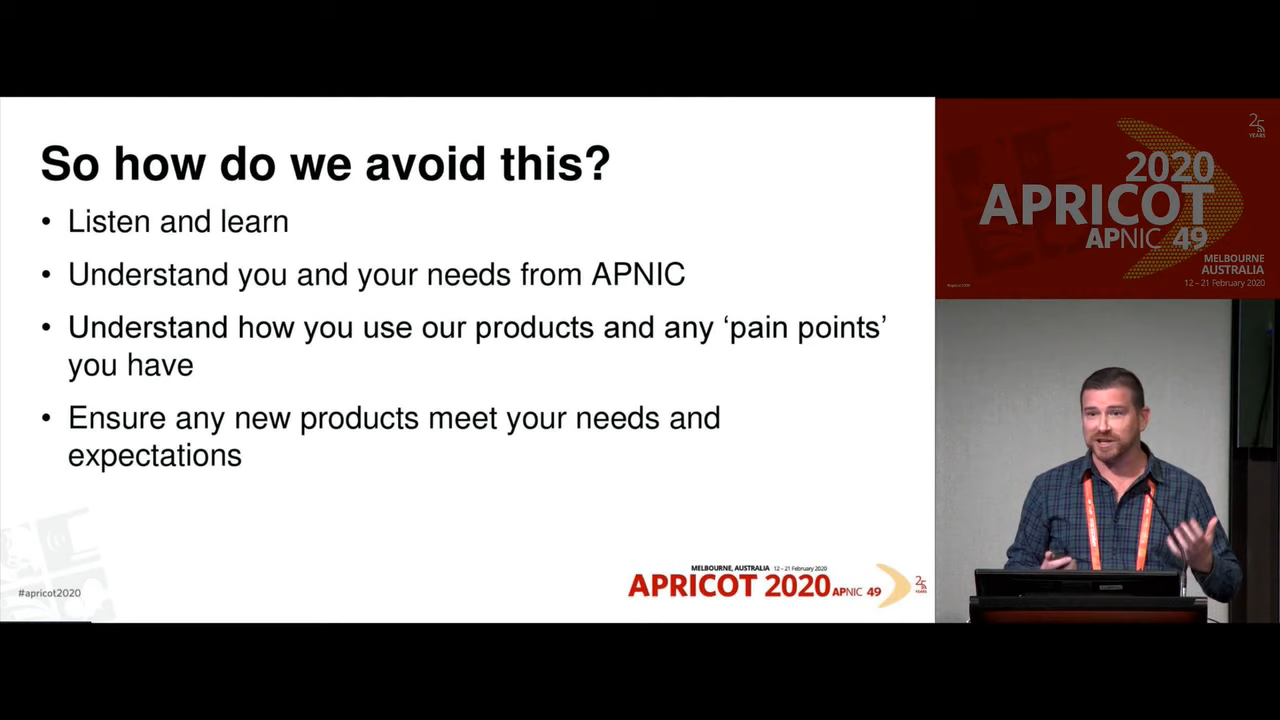 So how do we avoid this?
• Listen and learn
• Understand you and your needs from APNIC
• Understand how you use our products and any ‘pain points’
you have
• Ensure any new products meet your needs and
expectations
#apricot2020
MELBOURNE, AUSTRALIA 12 – 21 February 2020
APRICOT 2020 APNIC 49
25
YEARS
25
YEARS
2020
APRICOT
APNIC 49
MELBOURNE
AUSTRALIA
12 – 21 February 2020
#apricot2020